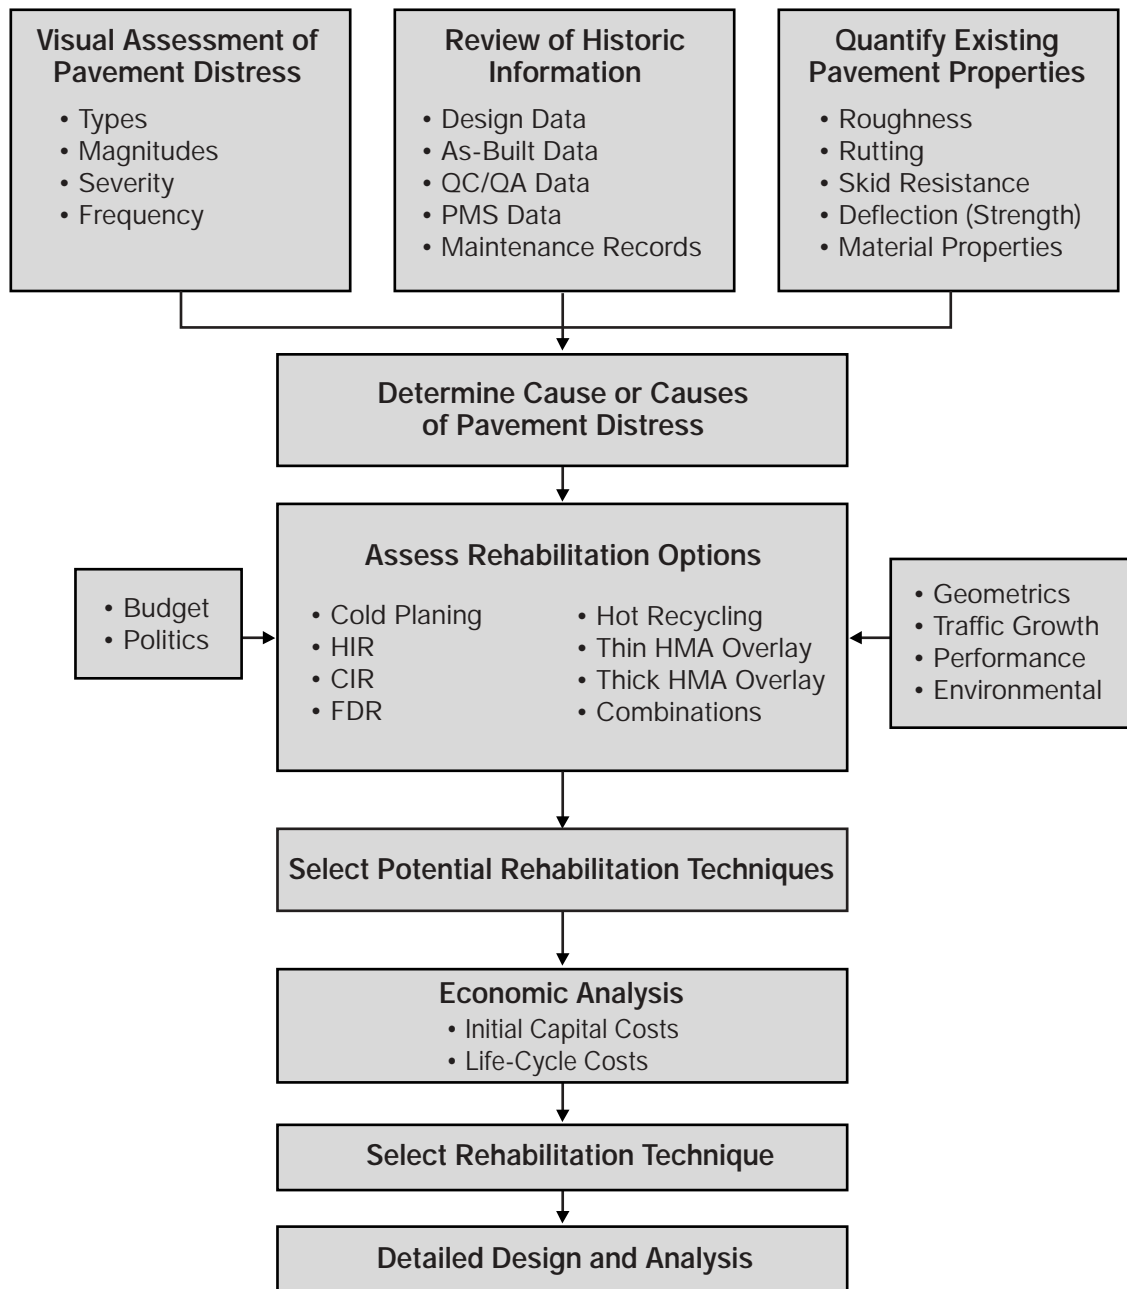 Visual Assessment of
Pavement Distress
• Types
• Magnitudes
• Severity
• Frequency
Review of Historic
Information
• Design Data
• As-Built Data
• QC/QA Data
• PMS Data
• Maintenance Records
Quantify Existing
Pavement Properties
• Roughness
• Rutting
• Skid Resistance
• Deflection (Strength)
• Material Properties
Determine Cause or Causes
of Pavement Distress
• Budget
• Politics
Assess Rehabilitation Options
• Cold Planing
• HIR
• CIR
• FDR
• Hot Recycling
• Thin HMA Overlay
• Thick HMA Overlay
• Combinations
• Geometrics
• Traffic Growth
• Performance
• Environmental
Select Potential Rehabilitation Techniques
Economic Analysis
• Initial Capital Costs
• Life-Cycle Costs
Select Rehabilitation Technique
Detailed Design and Analysis